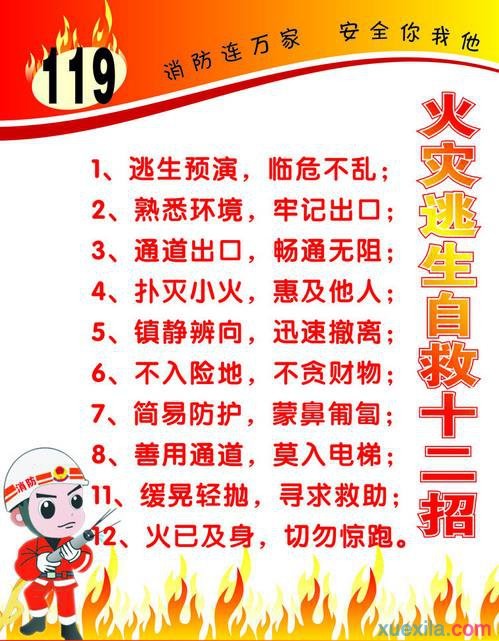 119
消防连万家 安全你我他
火灾逃生自救十二招
1、逃生预演，临危不乱；
2、熟悉环境，牢记出口；
3、通道出口，畅通无阻；
4、扑灭小火，惠及他人；
5、镇静辨向，迅速撤离；
6、不入险地，不贪财物；
7、简易防护，蒙鼻匍匐；
8、善用通道，莫入电梯；
11、缓晃轻抛，寻求救助；
12、火已及身，切勿惊跑。
消防
xuexila.com